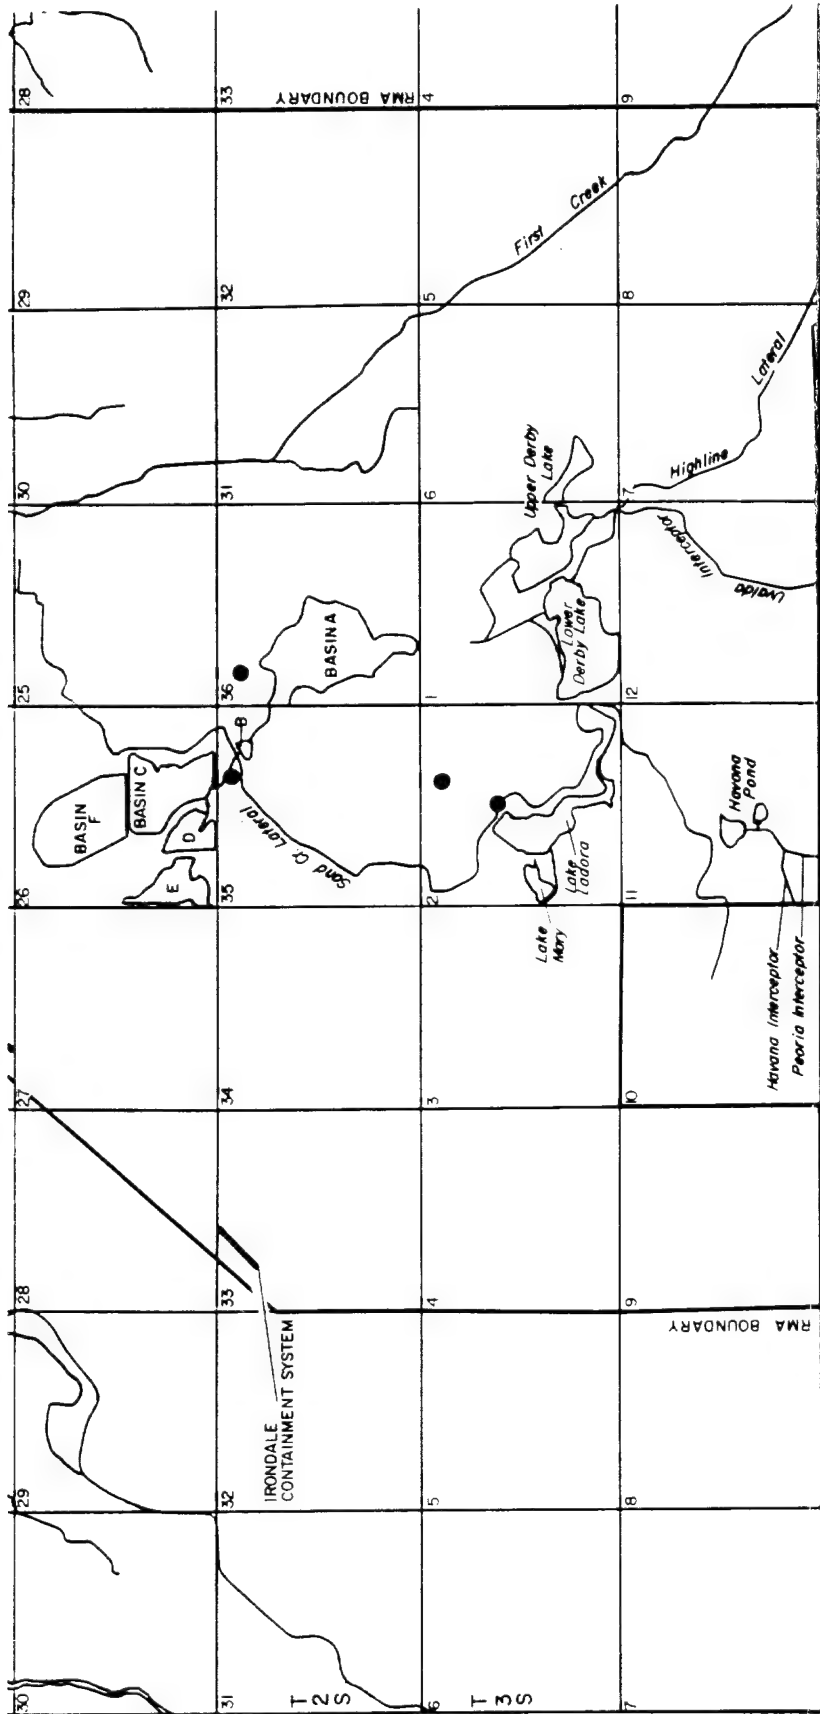 30
29
28
27
26
25
30
29
28
BASIN
F
BASIN C
D
E
31
32
33
34
35
36
31
32
33
T
2
S
IRONDALE
CONTAINMENT SYSTEM
Sand Cr. Lateral
B
BASIN A
RMA BOUNDARY
6
5
4
3
2
1
6
5
4
T
3
S
Lake
Mary
Lake
Ladora
Lower
Derby Lake
Upper Derby
Lake
First Creek
7
8
9
10
11
12
7
8
9
RMA BOUNDARY
Havana Interceptor
Peoria Interceptor
Havana
Pond
Uvalda Interceptor
Highline Lateral